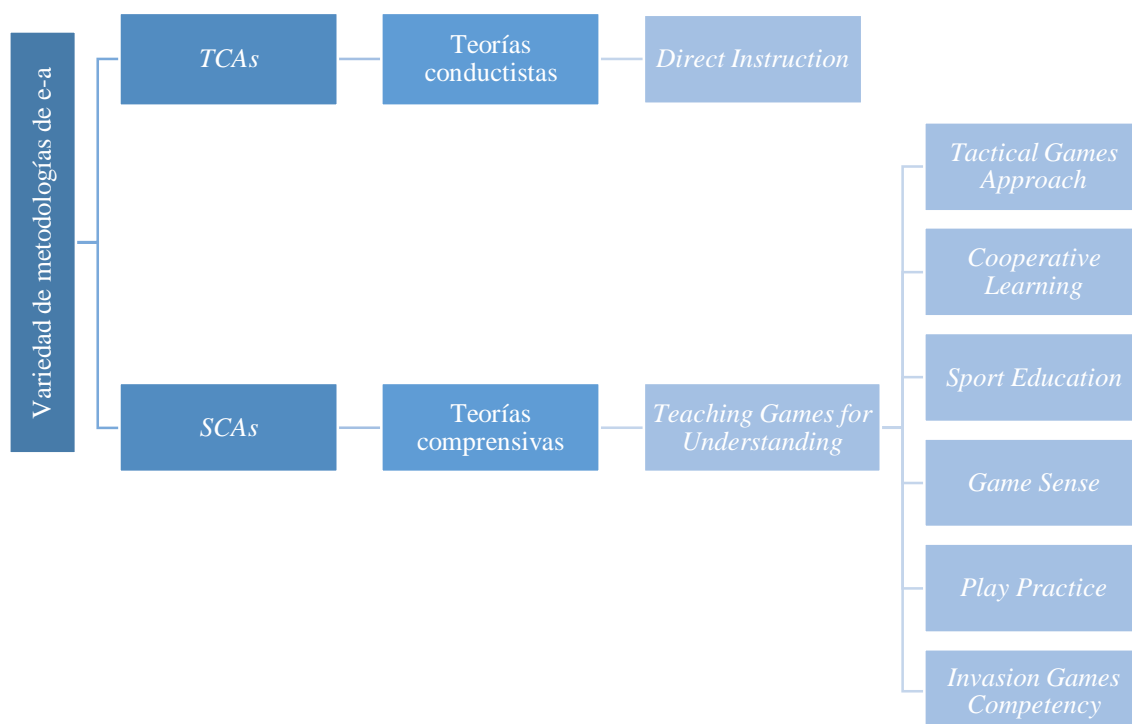 Variedad de metodologías de e-a
TCAs
Teorías
conductistas
Direct Instruction
SCAs
Teorías
comprensivas
Teaching Games for
Understanding
Tactical Games
Approach
Cooperative
Learning
Sport Education
Game Sense
Play Practice
Invasion Games
Competency